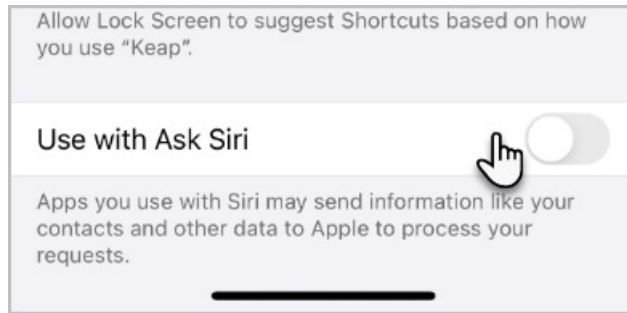 Allow Lock Screen to suggest Shortcuts based on how
you use “Keap”.
Use with Ask Siri
Apps you use with Siri may send information like your
contacts and other data to Apple to process your
requests.